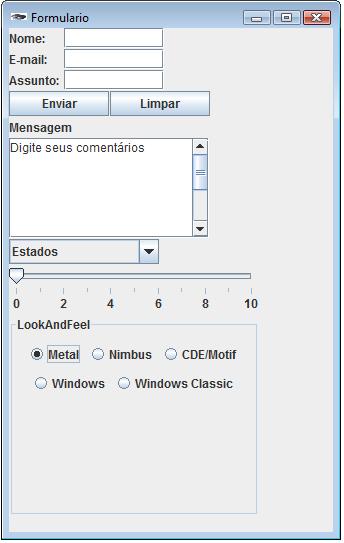 Formulario
Nome:
E-mail:
Assunto:
Enviar Limpar
Mensagem
Digite seus comentários
Estados
0 2 4 6 8 10
LookAndFeel
Metal Nimbus CDE/Motif
Windows Windows Classic